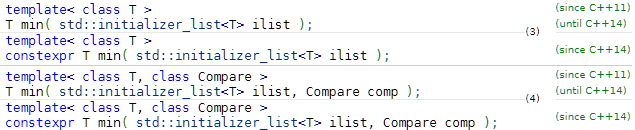 template< class T > (since C++11)
T min( std::initializer_list<T> ilist ); (until C++14)
(3)
template< class T >
constexpr T min( std::initializer_list<T> ilist ); (since C++14)
template< class T, class Compare > (since C++11)
T min( std::initializer_list<T> ilist, Compare comp ); (until C++14)
(4)
template< class T, class Compare >
constexpr T min( std::initializer_list<T> ilist, Compare comp ); (since C++14)